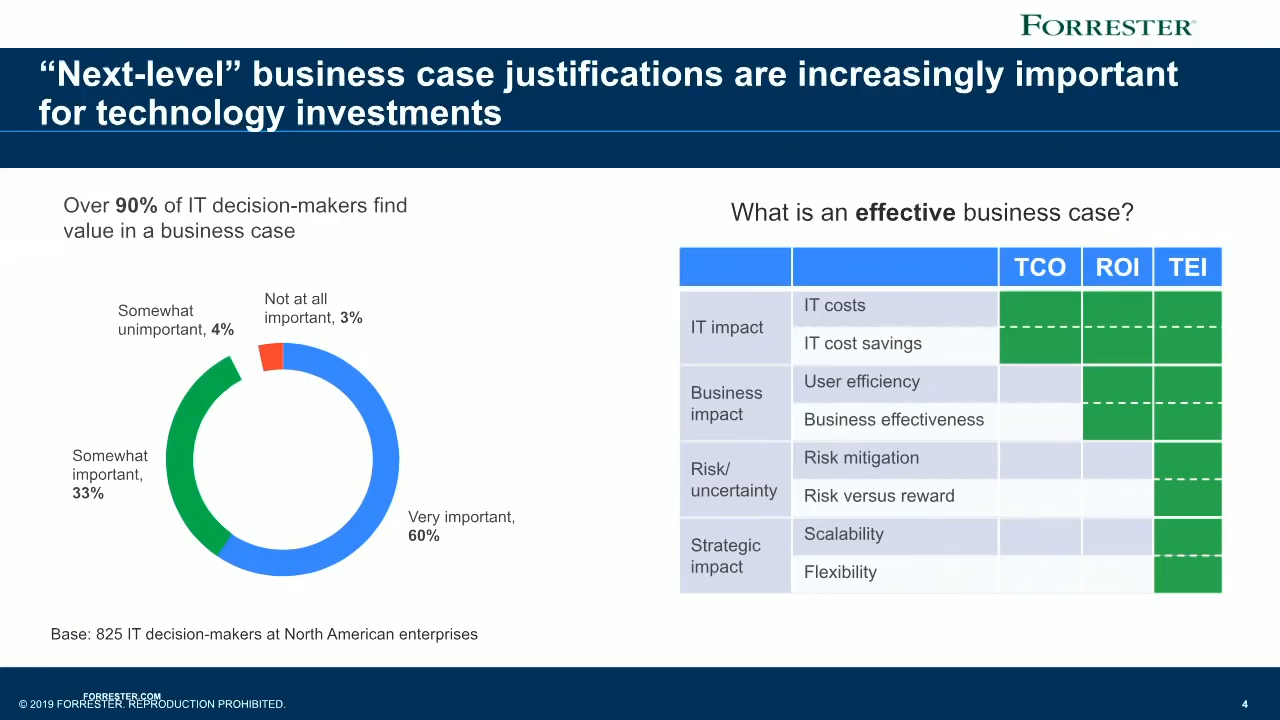 FORRESTER®
“Next-level” business case justifications are increasingly important
for technology investments
Over 90% of IT decision-makers find
value in a business case
Somewhat
unimportant, 4%
Not at all
important, 3%
Somewhat
important,
33%
Very important,
60%
Base: 825 IT decision-makers at North American enterprises
What is an effective business case?
TCO ROI TEI
IT impact
IT costs
IT cost savings
Business
impact
User efficiency
Business effectiveness
Risk/
uncertainty
Risk mitigation
Risk versus reward
Strategic
impact
Scalability
Flexibility
FORRESTER.COM
© 2019 FORRESTER. REPRODUCTION PROHIBITED.
4